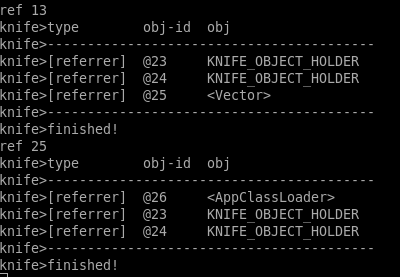 ref 13
knife>type        obj-id  obj
knife>-----------------------------------------
knife>[referrer]  @23     KNIFE_OBJECT_HOLDER
knife>[referrer]  @24     KNIFE_OBJECT_HOLDER
knife>[referrer]  @25     <Vector>
knife>-----------------------------------------
knife>finished!
ref 25
knife>type        obj-id  obj
knife>-----------------------------------------
knife>[referrer]  @26     <AppClassLoader>
knife>[referrer]  @23     KNIFE_OBJECT_HOLDER
knife>[referrer]  @24     KNIFE_OBJECT_HOLDER
knife>-----------------------------------------
knife>finished!